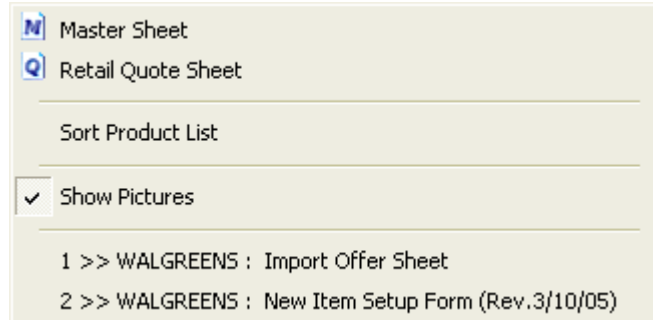 M Master Sheet
Q Retail Quote Sheet
Sort Product List
Show Pictures
1 >> WALGREENS : Import Offer Sheet
2 >> WALGREENS : New Item Setup Form (Rev.3/10/05)